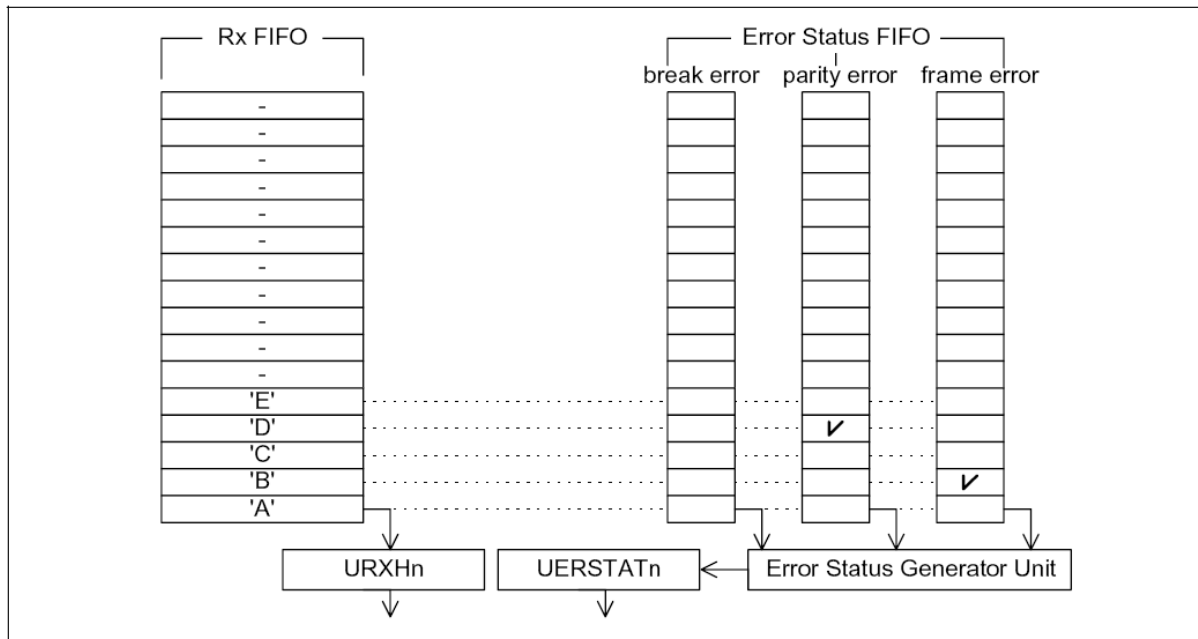 Rx FIFO
Error Status FIFO
break error parity error frame error
-
-
-
-
-
-
-
-
-
-
-
'E'
'D'
'C'
'B'
'A'
URXHn
UERSTATn
Error Status Generator Unit